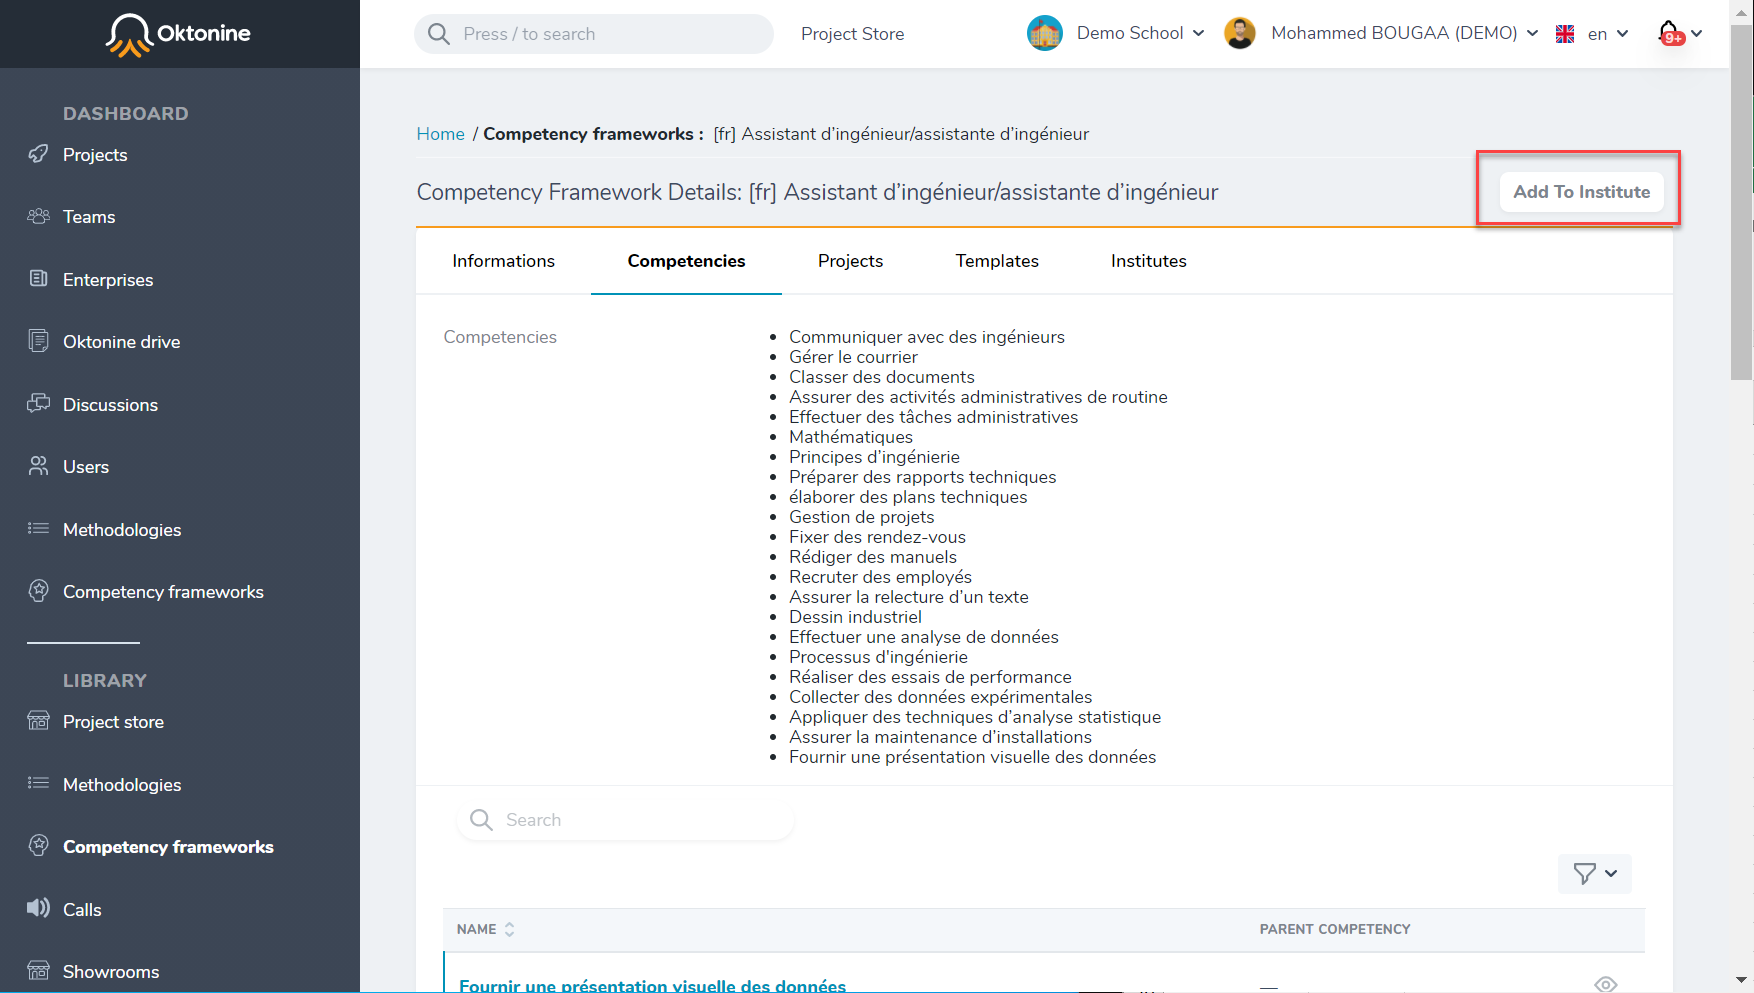 Oktonine
Press / to search
Project Store
Demo School
Mohammed BOUGAA (DEMO)
en
9+
DASHBOARD
Projects
Teams
Enterprises
Oktonine drive
Discussions
Users
Methodologies
Competency frameworks
LIBRARY
Project store
Methodologies
Competency frameworks
Calls
Showrooms
Home / Competency frameworks : [fr] Assistant d’ingénieur/assistante d’ingénieur
Competency Framework Details: [fr] Assistant d’ingénieur/assistante d’ingénieur
Add To Institute
Informations
Competencies
Projects
Templates
Institutes
Competencies
• Communiquer avec des ingénieurs
• Gérer le courrier
• Classer des documents
• Assurer des activités administratives de routine
• Effectuer des tâches administratives
• Mathématiques
• Principes d’ingénierie
• Préparer des rapports techniques
• élaborer des plans techniques
• Gestion de projets
• Fixer des rendez-vous
• Rédiger des manuels
• Recruter des employés
• Assurer la relecture d’un texte
• Dessin industriel
• Effectuer une analyse de données
• Processus d'ingénierie
• Réaliser des essais de performance
• Collecter des données expérimentales
• Appliquer des techniques d’analyse statistique
• Assurer la maintenance d’installations
• Fournir une présentation visuelle des données
Search
NAME
PARENT COMPETENCY
Fournir une présentation visuelle des données